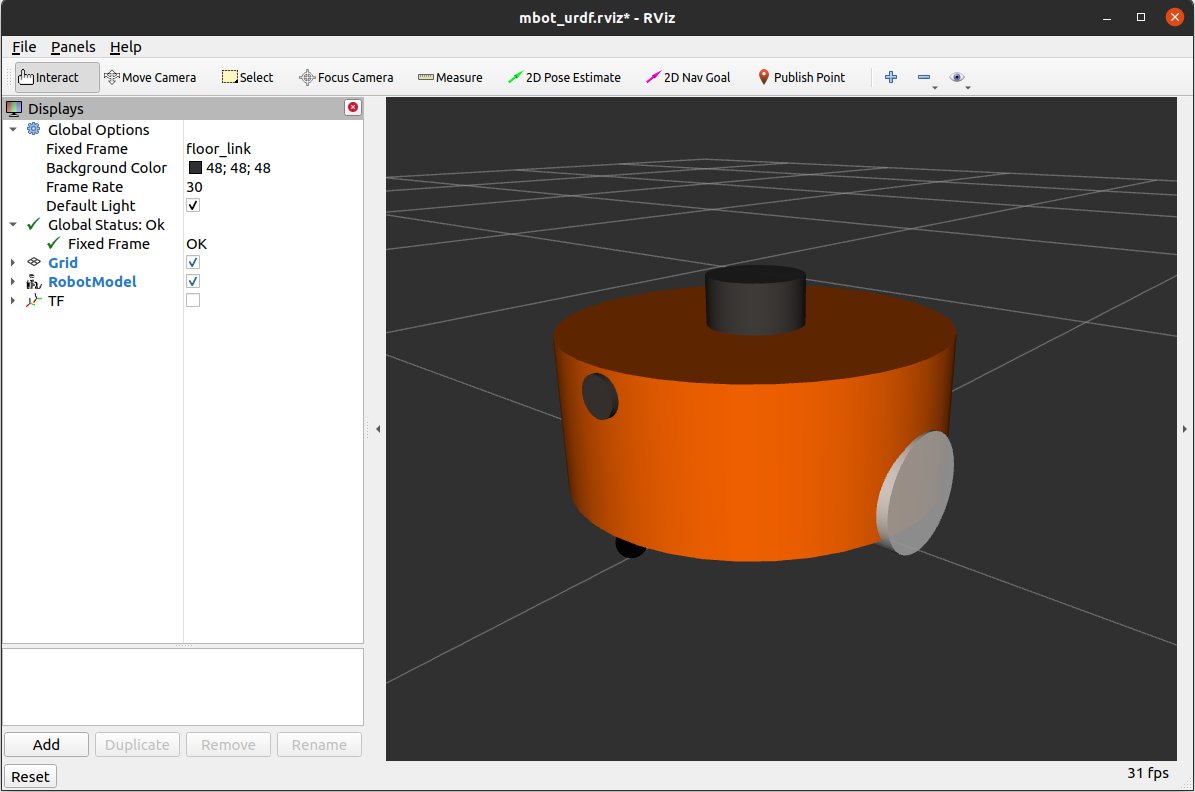 mbot_urdf.rviz* - RViz
File Panels Help
Interact Move Camera Select Focus Camera Measure 2D Pose Estimate 2D Nav Goal Publish Point
Displays
Global Options
Fixed Frame floor_link
Background Color 48; 48; 48
Frame Rate 30
Default Light
Global Status: Ok
Fixed Frame OK
Grid
RobotModel
TF
Add Duplicate Remove Rename
Reset 31 fps